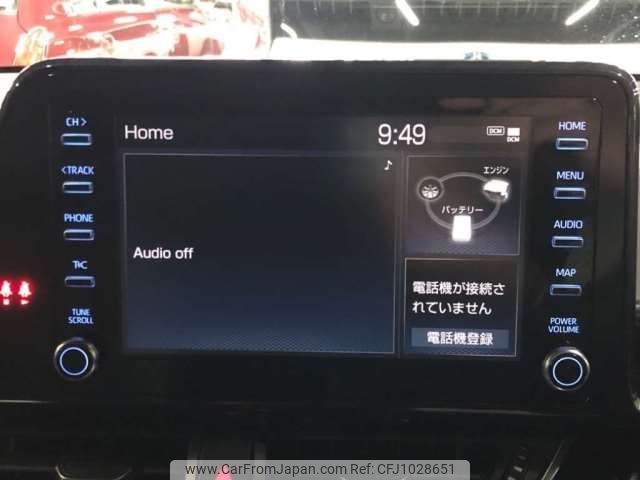 CH >
<TRACK
PHONE
T✆C
TUNE
SCROLL
Home
9:49
DCM
DCM
♪
Audio off
エンジン
バッテリー
電話機が接続さ
れていません
電話機登録
HOME
MENU
AUDIO
MAP
POWER
VOLUME
www.CarFromJapan.com | CFJ1028651